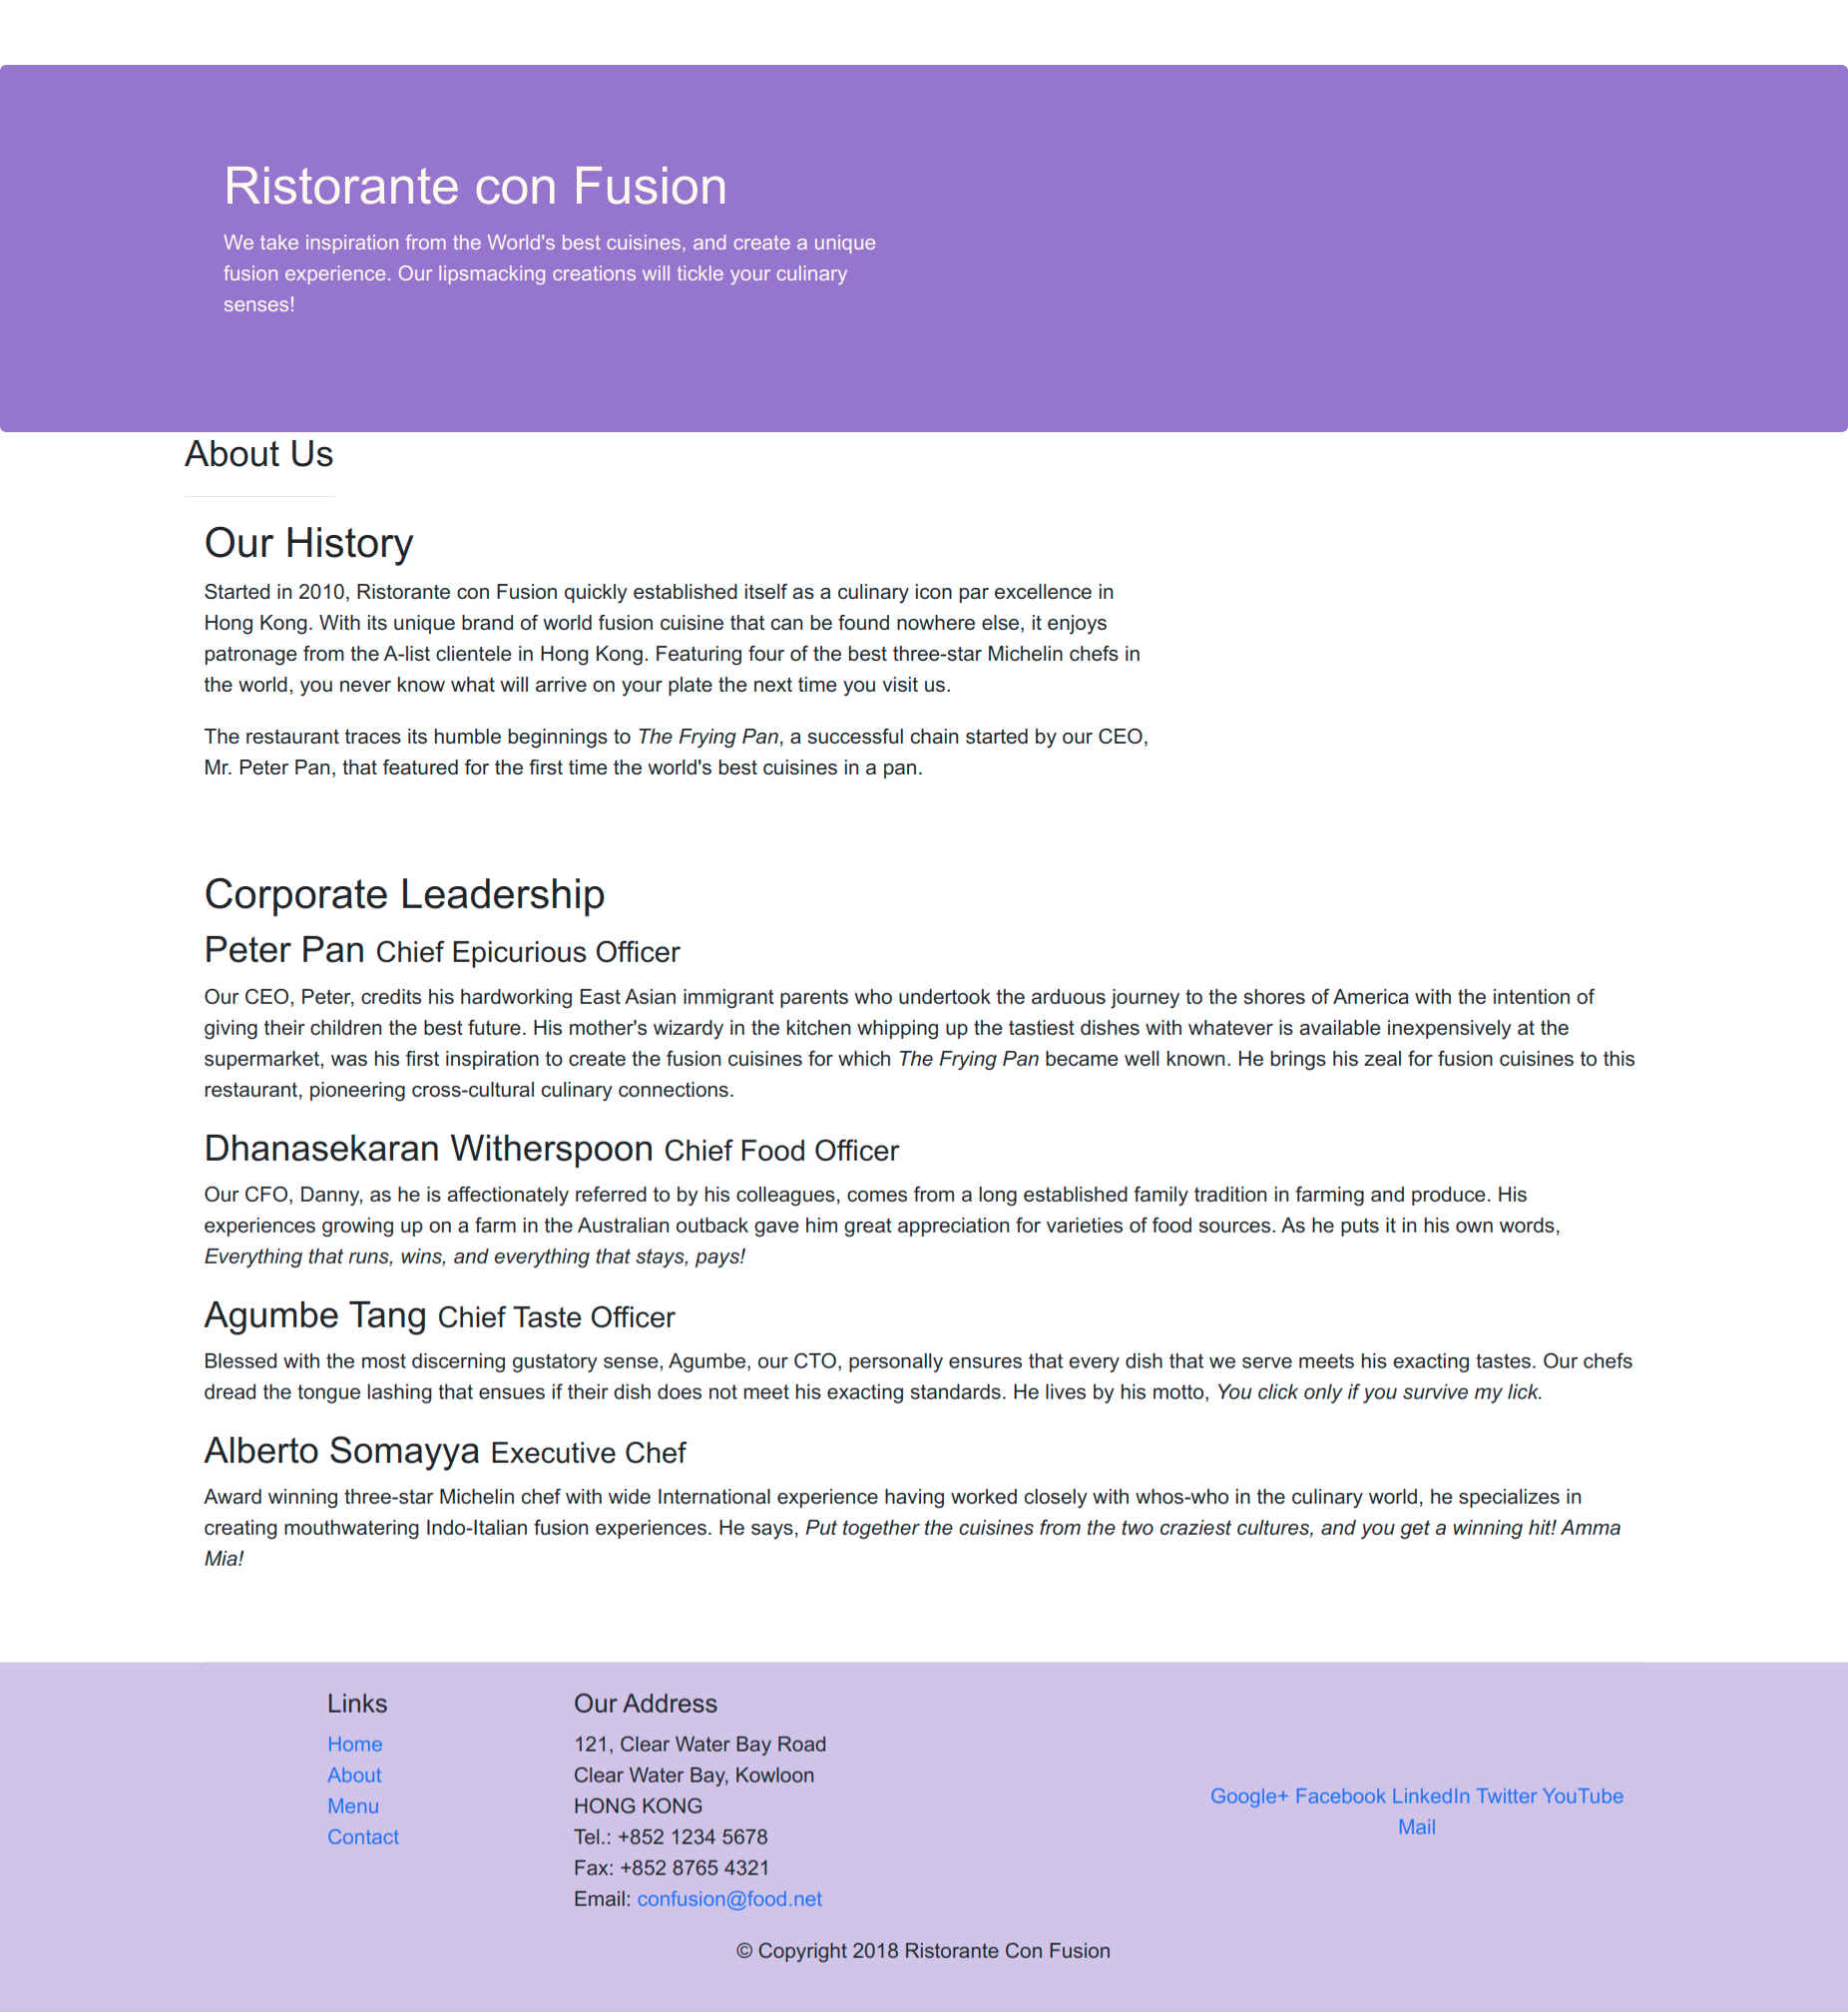 Ristorante con Fusion
We take inspiration from the World's best cuisines, and create a unique
fusion experience. Our lipsmacking creations will tickle your culinary
senses!
About Us
Our History
Started in 2010, Ristorante con Fusion quickly established itself as a culinary icon par excellence in
Hong Kong. With its unique brand of world fusion cuisine that can be found nowhere else, it enjoys
patronage from the A-list clientele in Hong Kong. Featuring four of the best three-star Michelin chefs in
the world, you never know what will arrive on your plate the next time you visit us.
The restaurant traces its humble beginnings to The Frying Pan, a successful chain started by our CEO,
Mr. Peter Pan, that featured for the first time the world's best cuisines in a pan.
Corporate Leadership
Peter Pan Chief Epicurious Officer
Our CEO, Peter, credits his hardworking East Asian immigrant parents who undertook the arduous journey to the shores of America with the intention of
giving their children the best future. His mother's wizardy in the kitchen whipping up the tastiest dishes with whatever is available inexpensively at the
supermarket, was his first inspiration to create the fusion cuisines for which The Frying Pan became well known. He brings his zeal for fusion cuisines to this
restaurant, pioneering cross-cultural culinary connections.
Dhanasekaran Witherspoon Chief Food Officer
Our CFO, Danny, as he is affectionately referred to by his colleagues, comes from a long established family tradition in farming and produce. His
experiences growing up on a farm in the Australian outback gave him great appreciation for varieties of food sources. As he puts it in his own words,
Everything that runs, wins, and everything that stays, pays!
Agumbe Tang Chief Taste Officer
Blessed with the most discerning gustatory sense, Agumbe, our CTO, personally ensures that every dish that we serve meets his exacting tastes. Our chefs
dread the tongue lashing that ensues if their dish does not meet his exacting standards. He lives by his motto, You click only if you survive my lick.
Alberto Somayya Executive Chef
Award winning three-star Michelin chef with wide International experience having worked closely with whos-who in the culinary world, he specializes in
creating mouthwatering Indo-Italian fusion experiences. He says, Put together the cuisines from the two craziest cultures, and you get a winning hit! Amma
Mia!
Links
Home
About
Menu
Contact
Our Address
121, Clear Water Bay Road
Clear Water Bay, Kowloon
HONG KONG
Tel.: +852 1234 5678
Fax: +852 8765 4321
Email: confusion@food.net
Google+ Facebook LinkedIn Twitter YouTube
Mail
© Copyright 2018 Ristorante Con Fusion